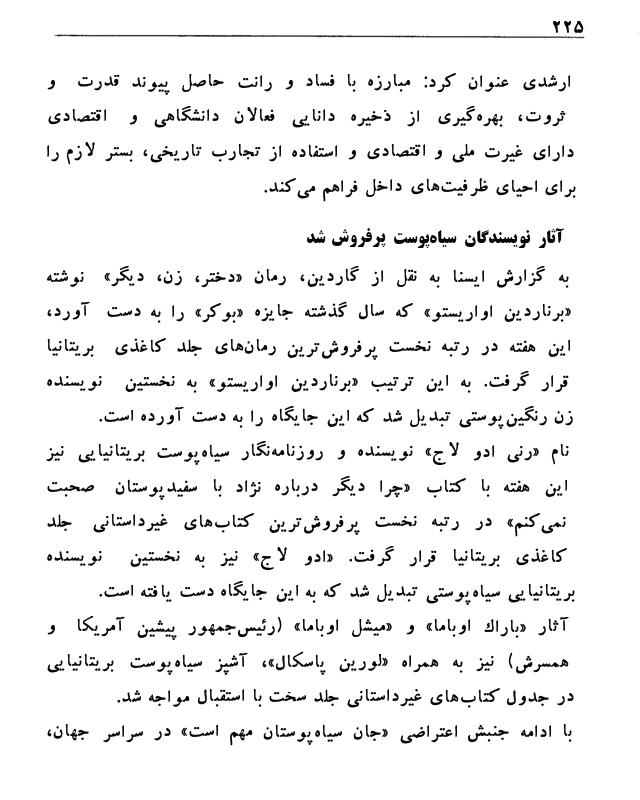 ۲۲۵
ارشدی عنوان کرد: مبارزه با فساد و رانت حاصل پیوند قدرت و
ثروت، بهره‌گیری از ذخیره دانایی فعالان دانشگاهی و اقتصادی
دارای غیرت ملی و اقتصادی و استفاده از تجارب تاریخی، بستر لازم را
برای احیای ظرفیت‌های داخل فراهم می‌کند.
آثار نویسندگان سیاه‌پوست پرفروش شد
به گزارش ایسنا به نقل از گاردین، رمان «دختر، زن، دیگر» نوشته
«برناردین اواریستو» که سال گذشته جایزه «بوکر» را به دست آورد،
این هفته در رتبه نخست پرفروش‌ترین رمان‌های جلد کاغذی بریتانیا
قرار گرفت. به این ترتیب «برناردین اواریستو» به نخستین نویسنده
زن رنگین‌پوستی تبدیل شد که این جایگاه را به دست آورده است.
نام «رنی ادو لاج» نویسنده و روزنامه‌نگار سیاه‌پوست بریتانیایی نیز
این هفته با کتاب «چرا دیگر درباره نژاد با سفیدپوستان صحبت
نمی‌کنم» در رتبه نخست پرفروش‌ترین کتاب‌های غیرداستانی جلد
کاغذی بریتانیا قرار گرفت. «ادو لاج» نیز به نخستین نویسنده
بریتانیایی سیاه‌پوستی تبدیل شد که به این جایگاه دست یافته است.
آثار «باراك اوباما» و «میشل اوباما» (رئیس‌جمهور پیشین آمریکا و
همسرش) نیز به همراه «لورین پاسکال»، آشپز سیاه‌پوست بریتانیایی
در جدول کتاب‌های غیرداستانی جلد سخت با استقبال مواجه شد.
با ادامه جنبش اعتراضی «جان سیاه‌پوستان مهم است» در سراسر جهان،